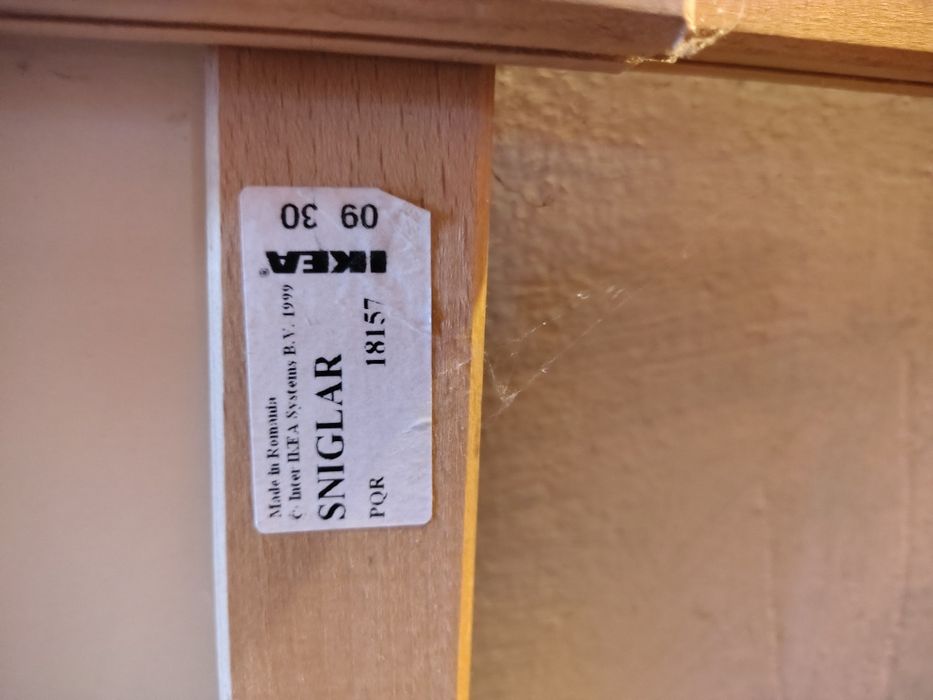 Made in Romania
© Inter IKEA Systems B.V. 1999
SNIGLAR
PQR 18157
IKEA®
09 30